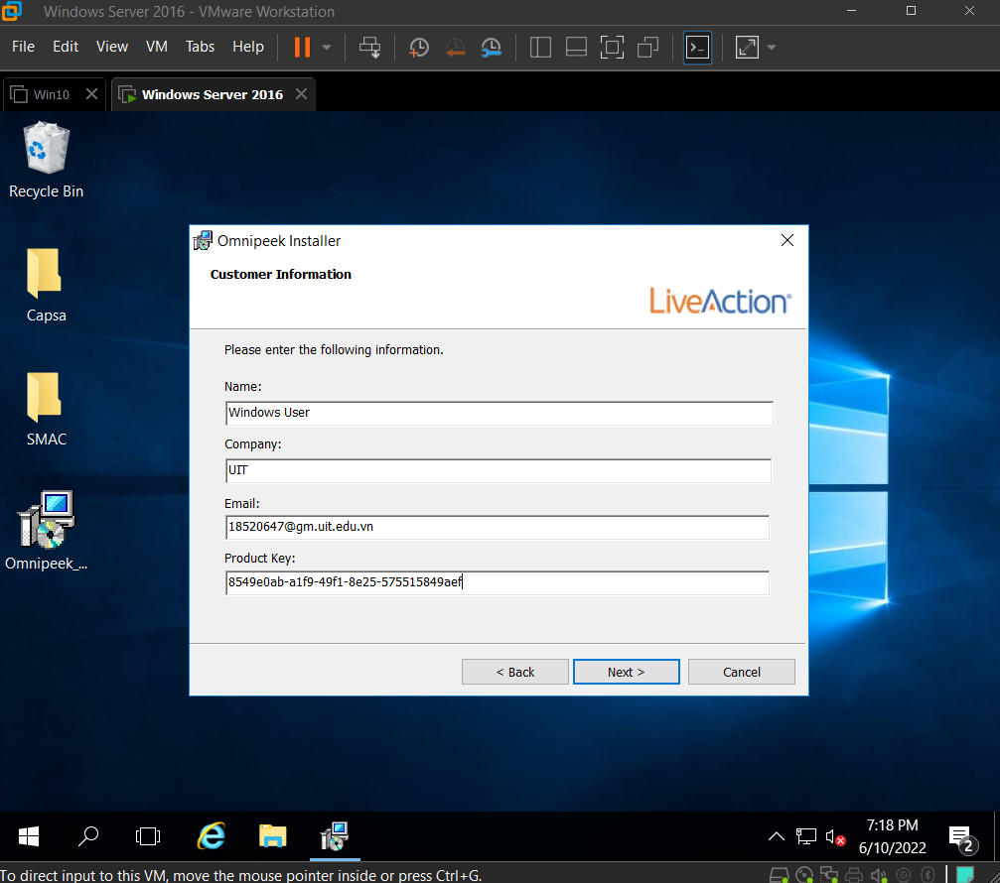 Windows Server 2016 - VMware Workstation
File Edit View VM Tabs Help
Win10
Windows Server 2016
Recycle Bin
Capsa
SMAC
Omnipeek_...
Omnipeek Installer
Customer Information
LiveAction
Please enter the following information.
Name:
Windows User
Company:
UIT
Email:
18520647@gm.uit.edu.vn
Product Key:
8549e0ab-a1f9-49f1-8e25-575515849aef
< Back
Next >
Cancel
7:18 PM
6/10/2022
2
To direct input to this VM, move the mouse pointer inside or press Ctrl+G.